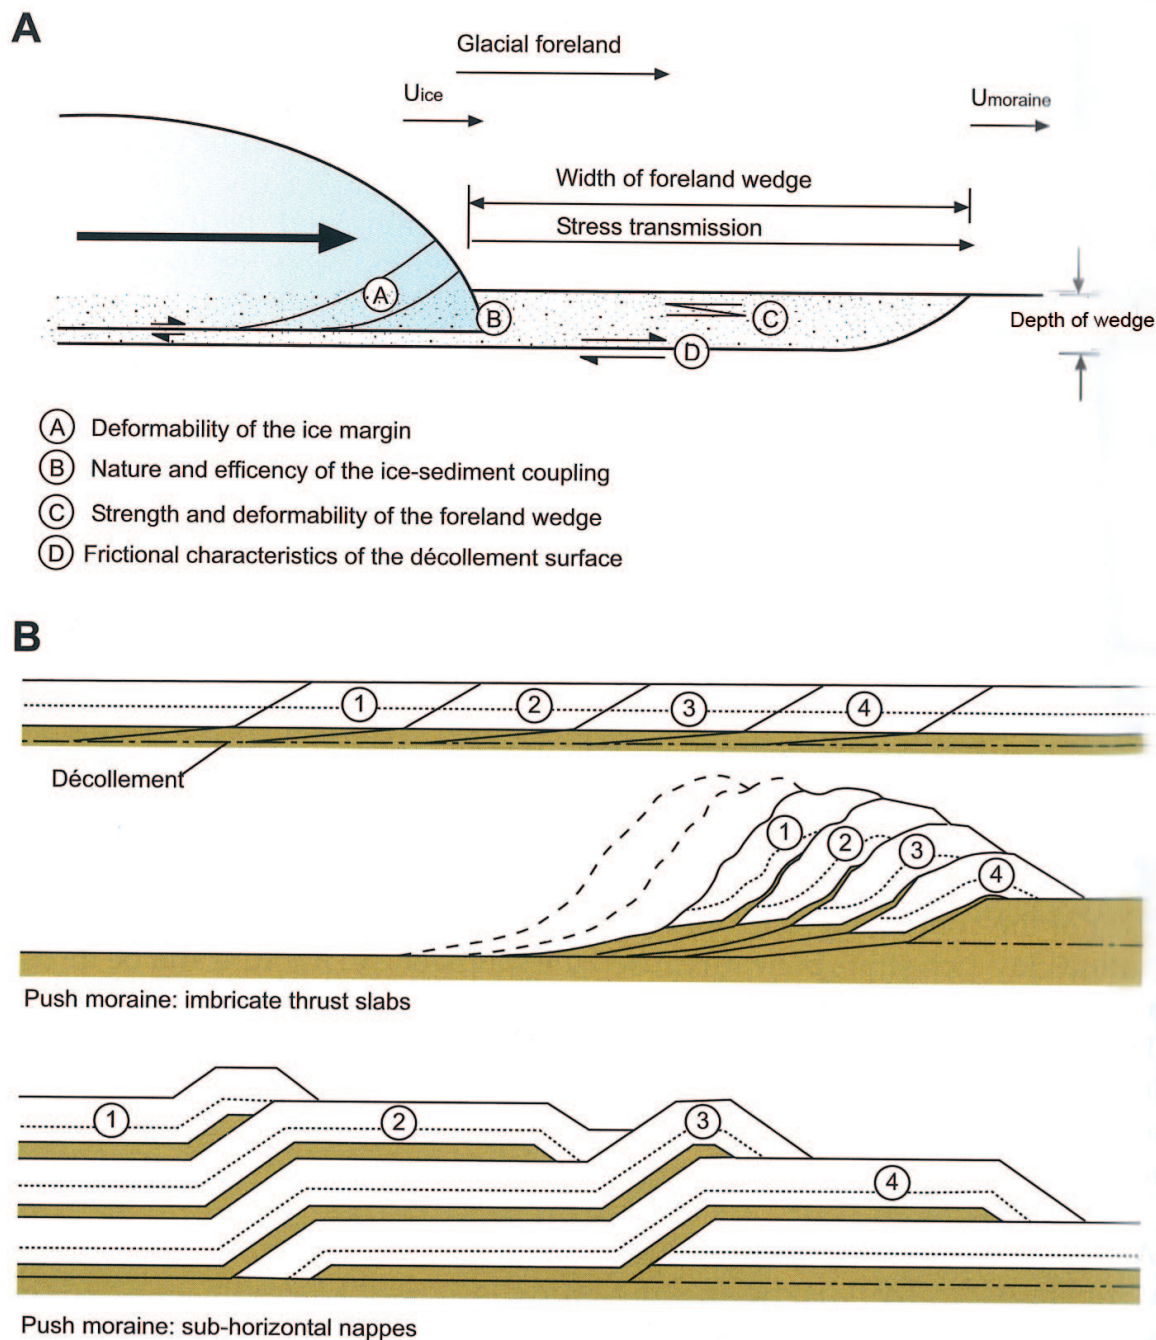 A
Glacial foreland
Uice
Umoraine
Width of foreland wedge
Stress transmission
A
B
C
D
Depth of wedge
A Deformability of the ice margin
B Nature and efficency of the ice-sediment coupling
C Strength and deformability of the foreland wedge
D Frictional characteristics of the décollement surface
B
1 2 3 4
Décollement
1 2 3 4
Push moraine: imbricate thrust slabs
1 2 3 4
Push moraine: sub-horizontal nappes